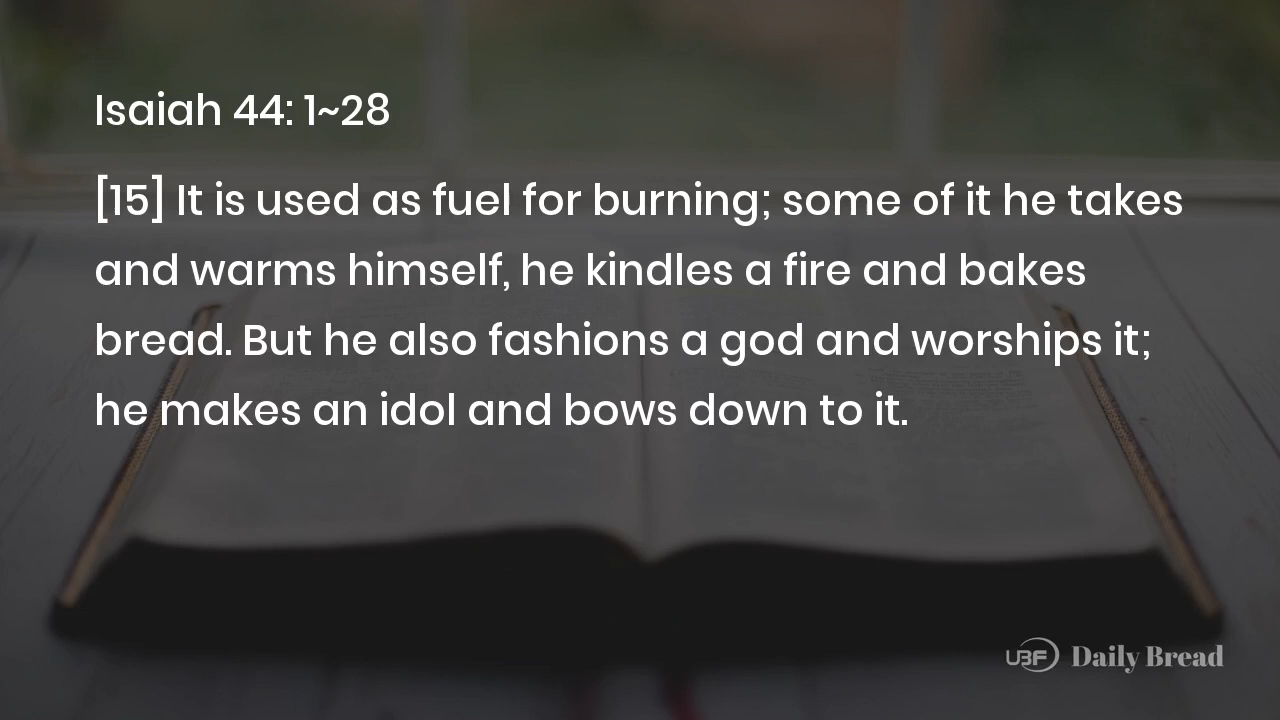 Isaiah 44: 1~28
[15] It is used as fuel for burning; some of it he takes
and warms himself, he kindles a fire and bakes
bread. But he also fashions a god and worships it;
he makes an idol and bows down to it.
UBF Daily Bread